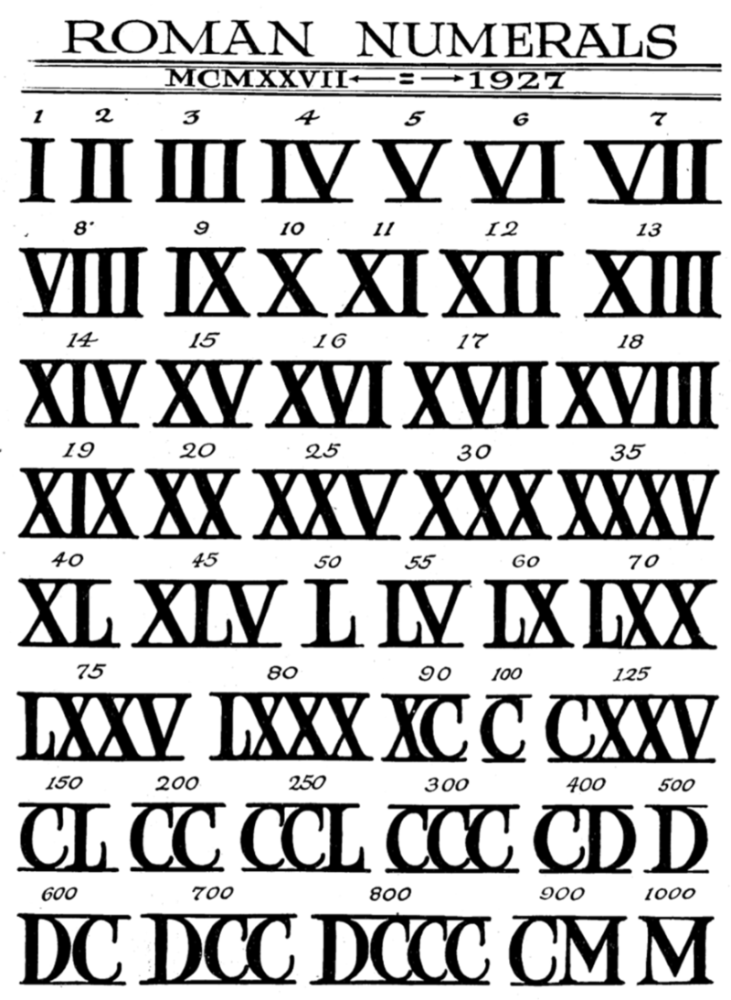 ROMAN NUMERALS
MCMXXVII←=→1927
1 2 3 4 5 6 7
I II III IV V VI VII
8 9 10 11 12 13
VIII IX X XI XII XIII
14 15 16 17 18
XIV XV XVI XVII XVIII
19 20 25 30 35
XIX XX XXV XXX XXXV
40 45 50 55 60 70
XL XLV L LV LX LXX
75 80 90 100 125
LXXV LXXX XC C CXXV
150 200 250 300 400 500
CL CC CCL CCC CD D
600 700 800 900 1000
DC DCC DCCC CM M